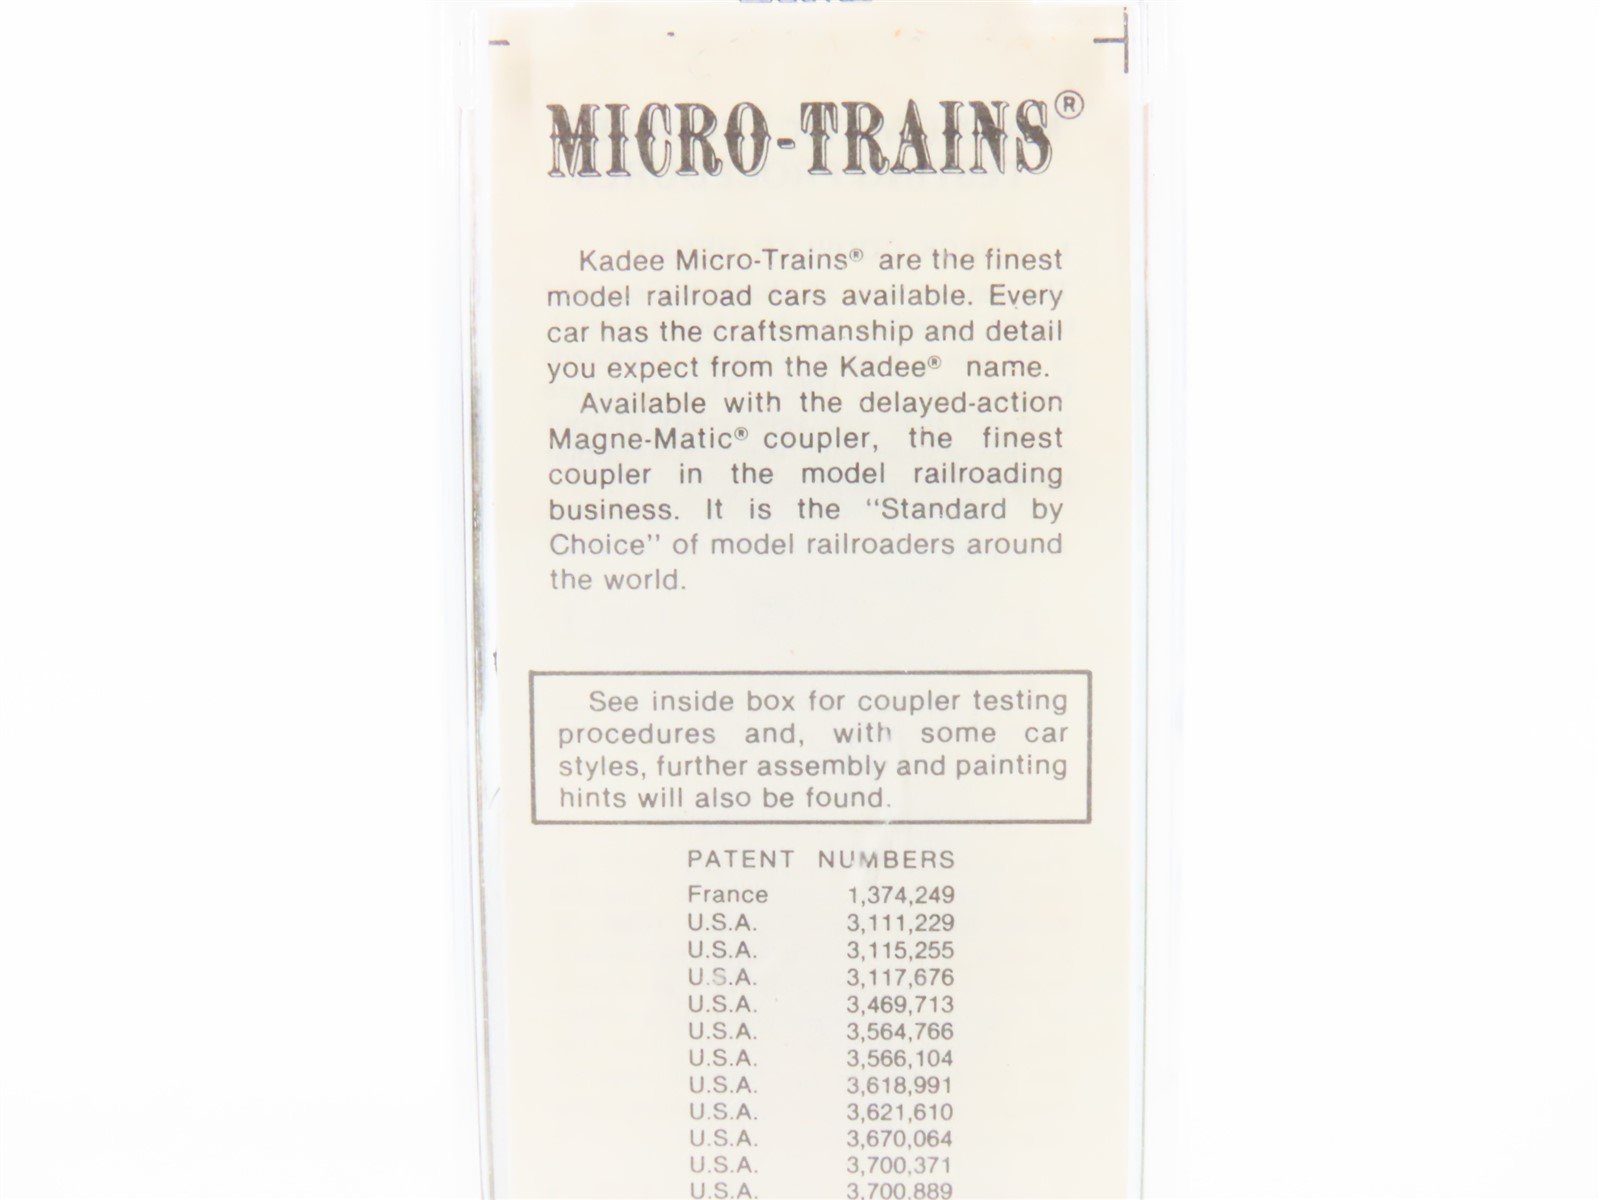 MICRO-TRAINS®
Kadee Micro-Trains® are the finest
model railroad cars available. Every
car has the craftsmanship and detail
you expect from the Kadee® name.
Available with the delayed-action
Magne-Matic® coupler, the finest
coupler in the model railroading
business. It is the "Standard by
Choice" of model railroaders around
the world.
See inside box for coupler testing
procedures and, with some car
styles, further assembly and painting
hints will also be found.
PATENT NUMBERS
France 1,374,249
U.S.A. 3,111,229
U.S.A. 3,115,255
U.S.A. 3,117,676
U.S.A. 3,469,713
U.S.A. 3,564,766
U.S.A. 3,566,104
U.S.A. 3,618,991
U.S.A. 3,621,610
U.S.A. 3,670,064
U.S.A. 3,700,371
U.S.A. 3,700,889